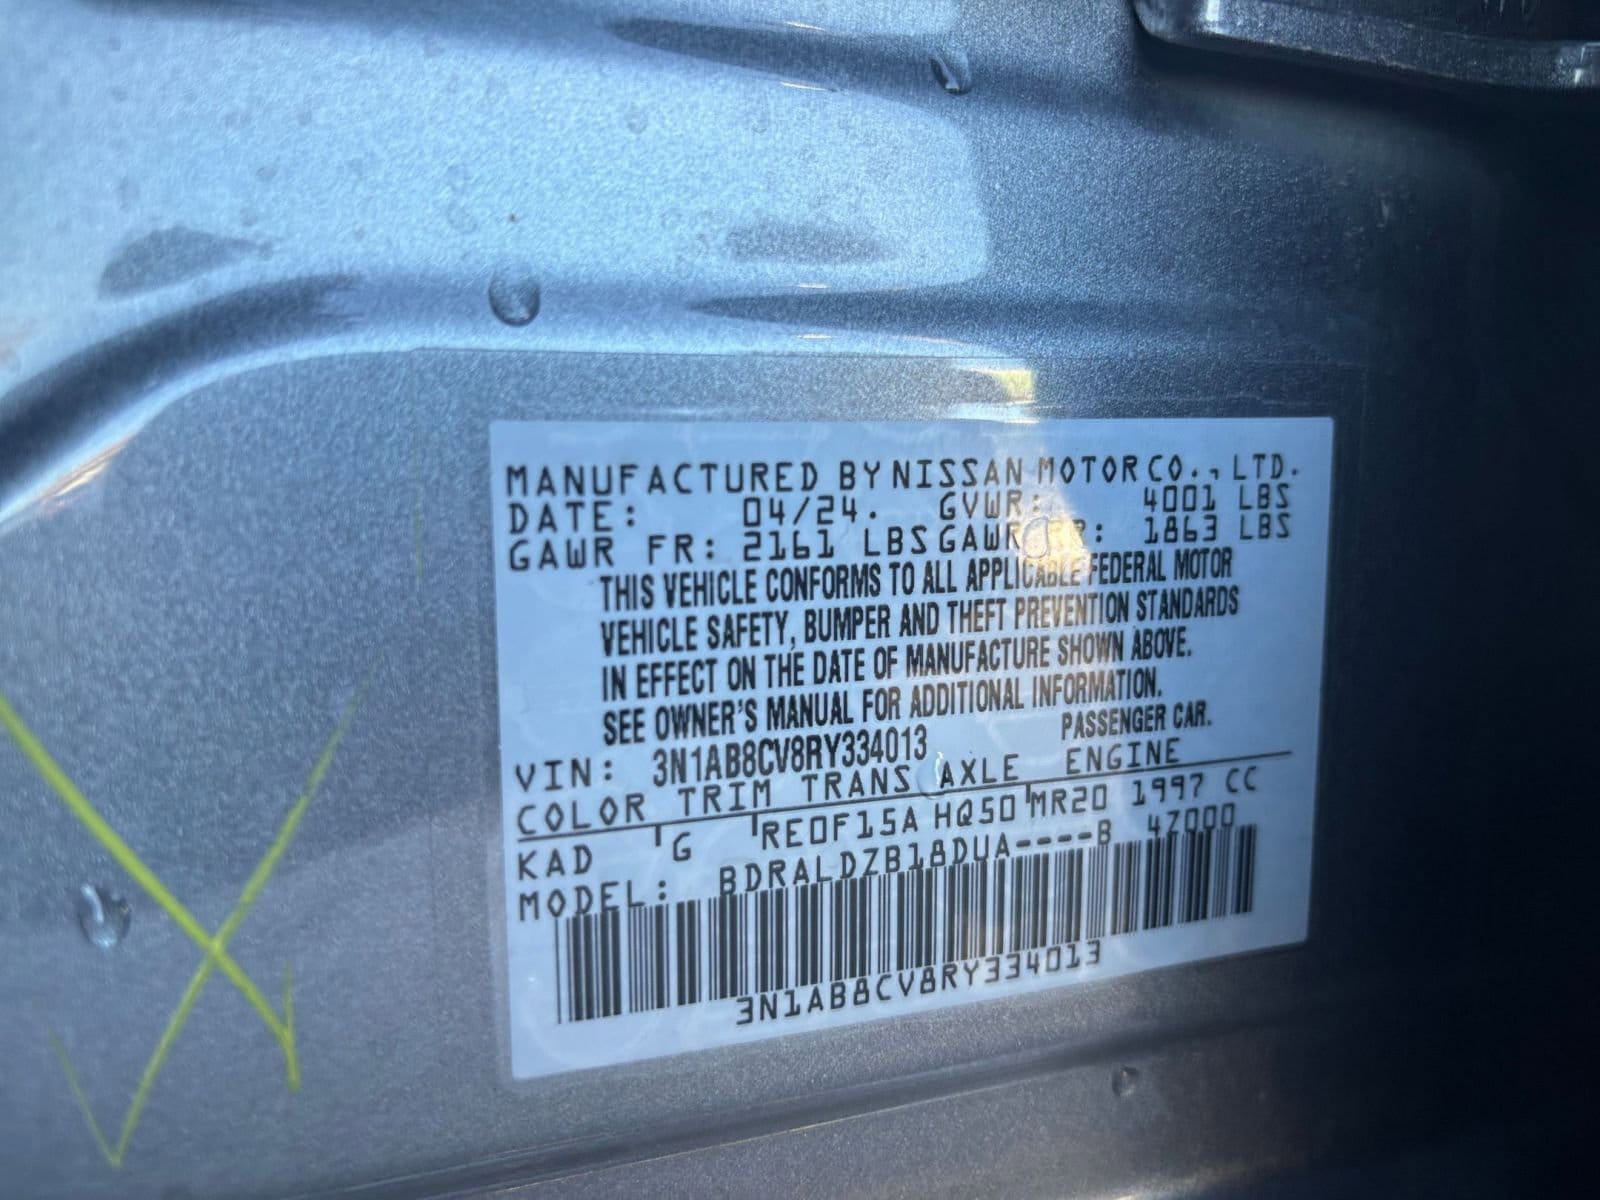 MANUFACTURED BY NISSAN MOTOR CO., LTD.
DATE: 04/24. GVWR: 4001 LBS
GAWR FR: 2161 LBS GAWR RR: 1863 LBS
THIS VEHICLE CONFORMS TO ALL APPLICABLE FEDERAL MOTOR
VEHICLE SAFETY, BUMPER AND THEFT PREVENTION STANDARDS
IN EFFECT ON THE DATE OF MANUFACTURE SHOWN ABOVE.
SEE OWNER'S MANUAL FOR ADDITIONAL INFORMATION.
VIN: 3N1AB8CV8RY334013 PASSENGER CAR.
COLOR TRIM TRANS AXLE ENGINE
KAD G RE0F15A HQ50 MR20 1997 CC
MODEL: BDRALDZB18DUA----B 47000
3N1AB8CV8RY334013